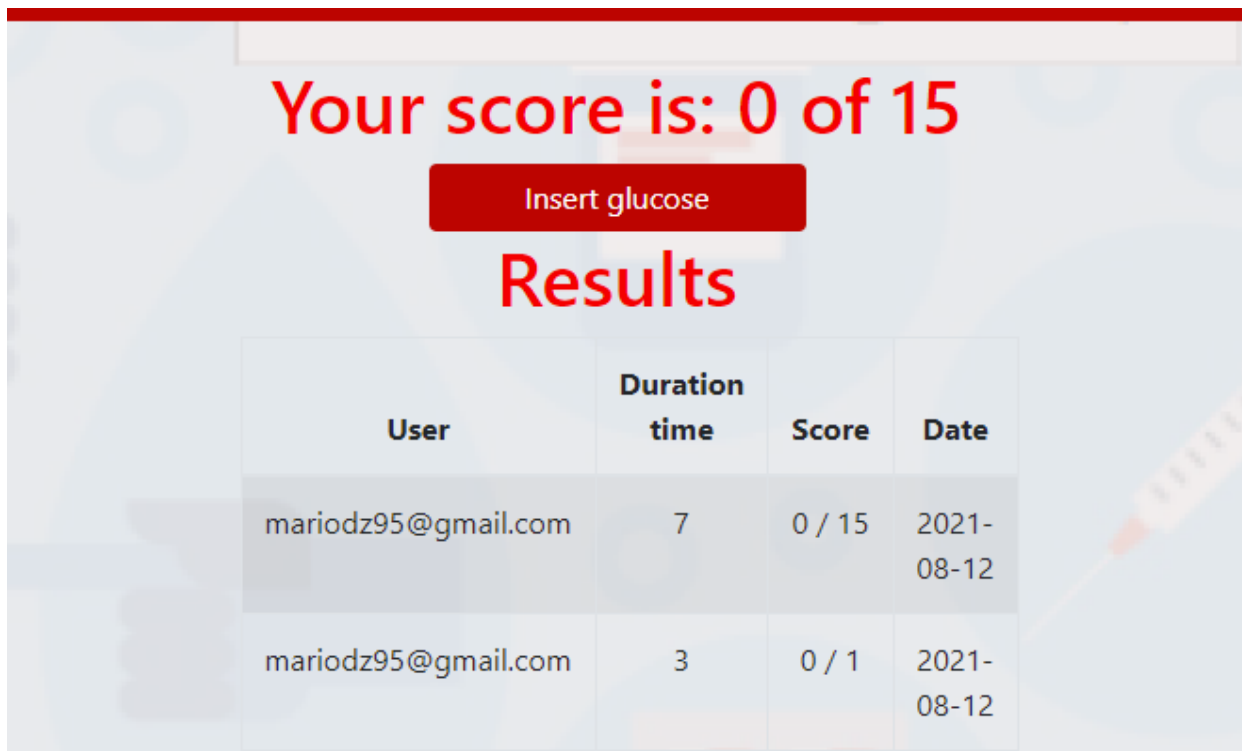 Your score is: 0 of 15
Insert glucose
Results
User Duration time Score Date
mariodz95@gmail.com 7 0 / 15 2021-08-12
mariodz95@gmail.com 3 0 / 1 2021-08-12